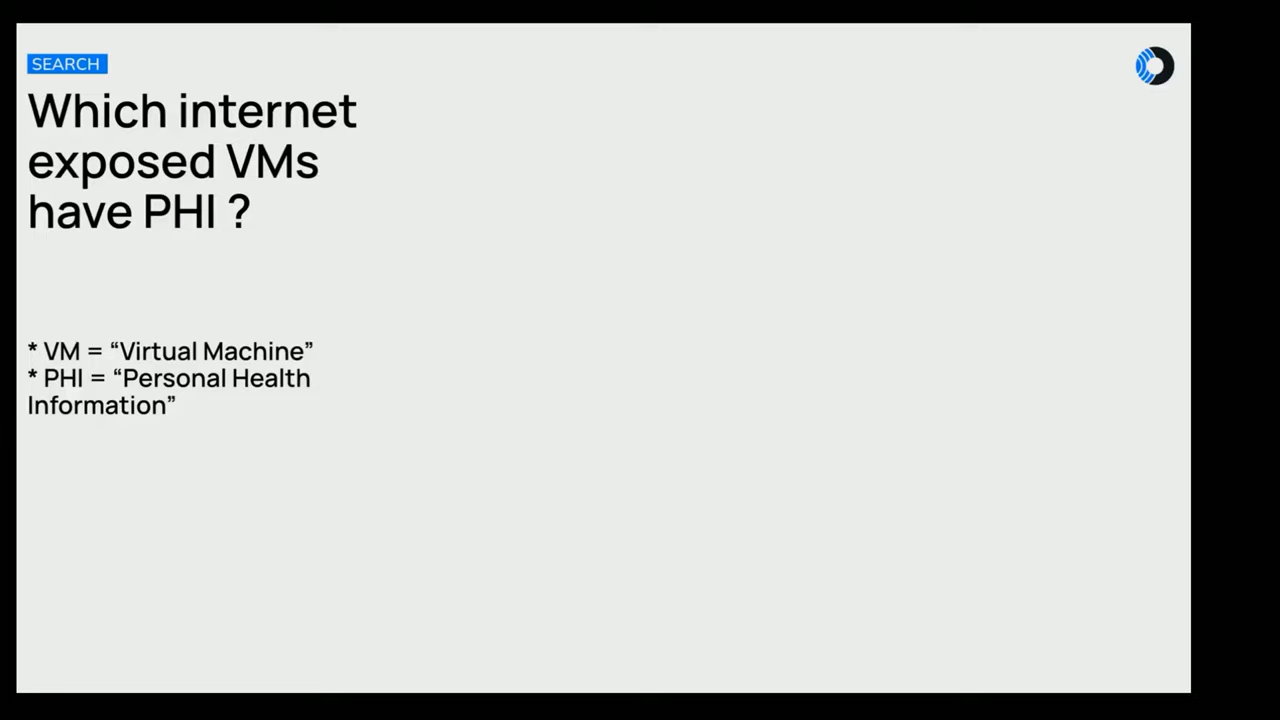 SEARCH
Which internet
exposed VMs
have PHI ?
* VM = “Virtual Machine”
* PHI = “Personal Health
Information”